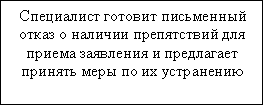 Специалист готовит письменный
отказ о наличии препятствий для
приема заявления и предлагает
принять меры по их устранению